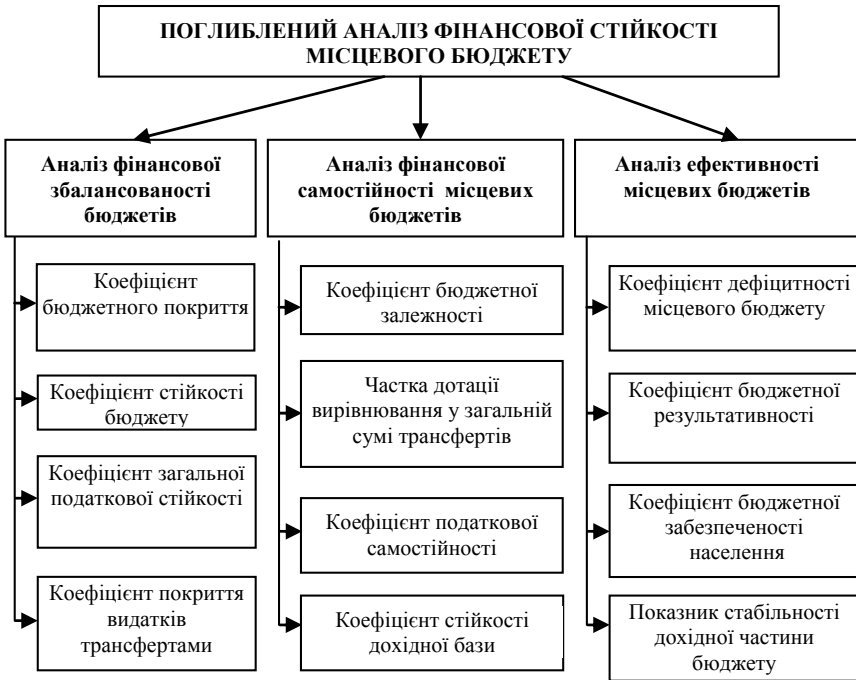 ПОГЛИБЛЕНИЙ АНАЛІЗ ФІНАНСОВОЇ СТІЙКОСТІ
МІСЦЕВОГО БЮДЖЕТУ
Аналіз фінансової
збалансованості
бюджетів
Коефіцієнт
бюджетного покриття
Коефіцієнт стійкості
бюджету
Коефіцієнт загальної
податкової стійкості
Коефіцієнт покриття
видатків
трансфертами
Аналіз фінансової
самостійності місцевих
бюджетів
Коефіцієнт бюджетної
залежності
Частка дотації
вирівнювання у загальній
сумі трансфертів
Коефіцієнт податкової
самостійності
Коефіцієнт стійкості
дохідної бази
Аналіз ефективності
місцевих бюджетів
Коефіцієнт дефіцитності
місцевого бюджету
Коефіцієнт бюджетної
результативності
Коефіцієнт бюджетної
забезпеченості
населення
Показник стабільності
дохідної частини
бюджету